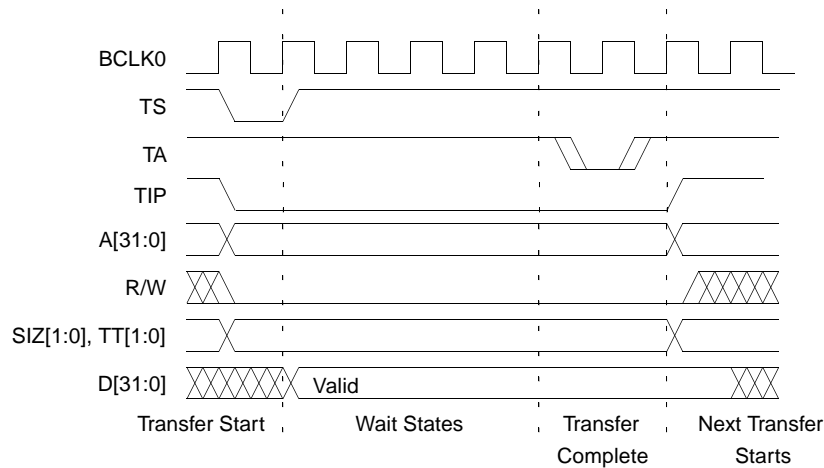 BCLK0
TS
TA
TIP
A[31:0]
R/W
SIZ[1:0], TT[1:0]
D[31:0]
Valid
Transfer Start
Wait States
Transfer
Complete
Next Transfer
Starts